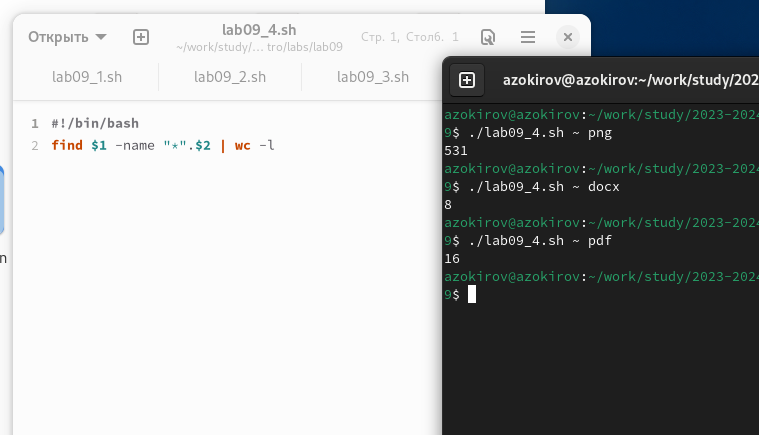 Открыть
lab09_4.sh
~/work/study/... tro/labs/lab09
Стр. 1, Столб. 1
lab09_1.sh
lab09_2.sh
lab09_3.sh
1 #!/bin/bash
2 find $1 -name "*".$2 | wc -l
n
azokirov@azokirov:~/work/study/202
azokirov@azokirov:~/work/study/2023-2024
9$ ./lab09_4.sh ~ png
531
azokirov@azokirov:~/work/study/2023-2024
9$ ./lab09_4.sh ~ docx
8
azokirov@azokirov:~/work/study/2023-2024
9$ ./lab09_4.sh ~ pdf
16
azokirov@azokirov:~/work/study/2023-2024
9$